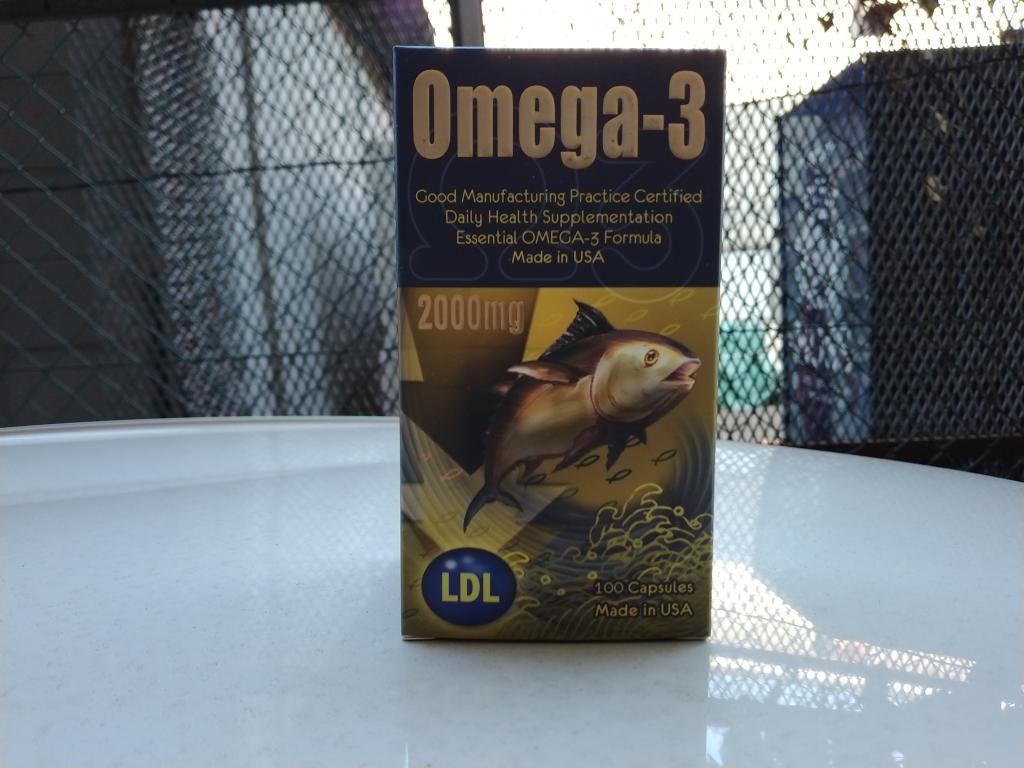 Omega-3
Good Manufacturing Practice Certified
Daily Health Supplementation
Essential OMEGA-3 Formula
Made in USA
2000mg
LDL
100 Capsules
Made in USA